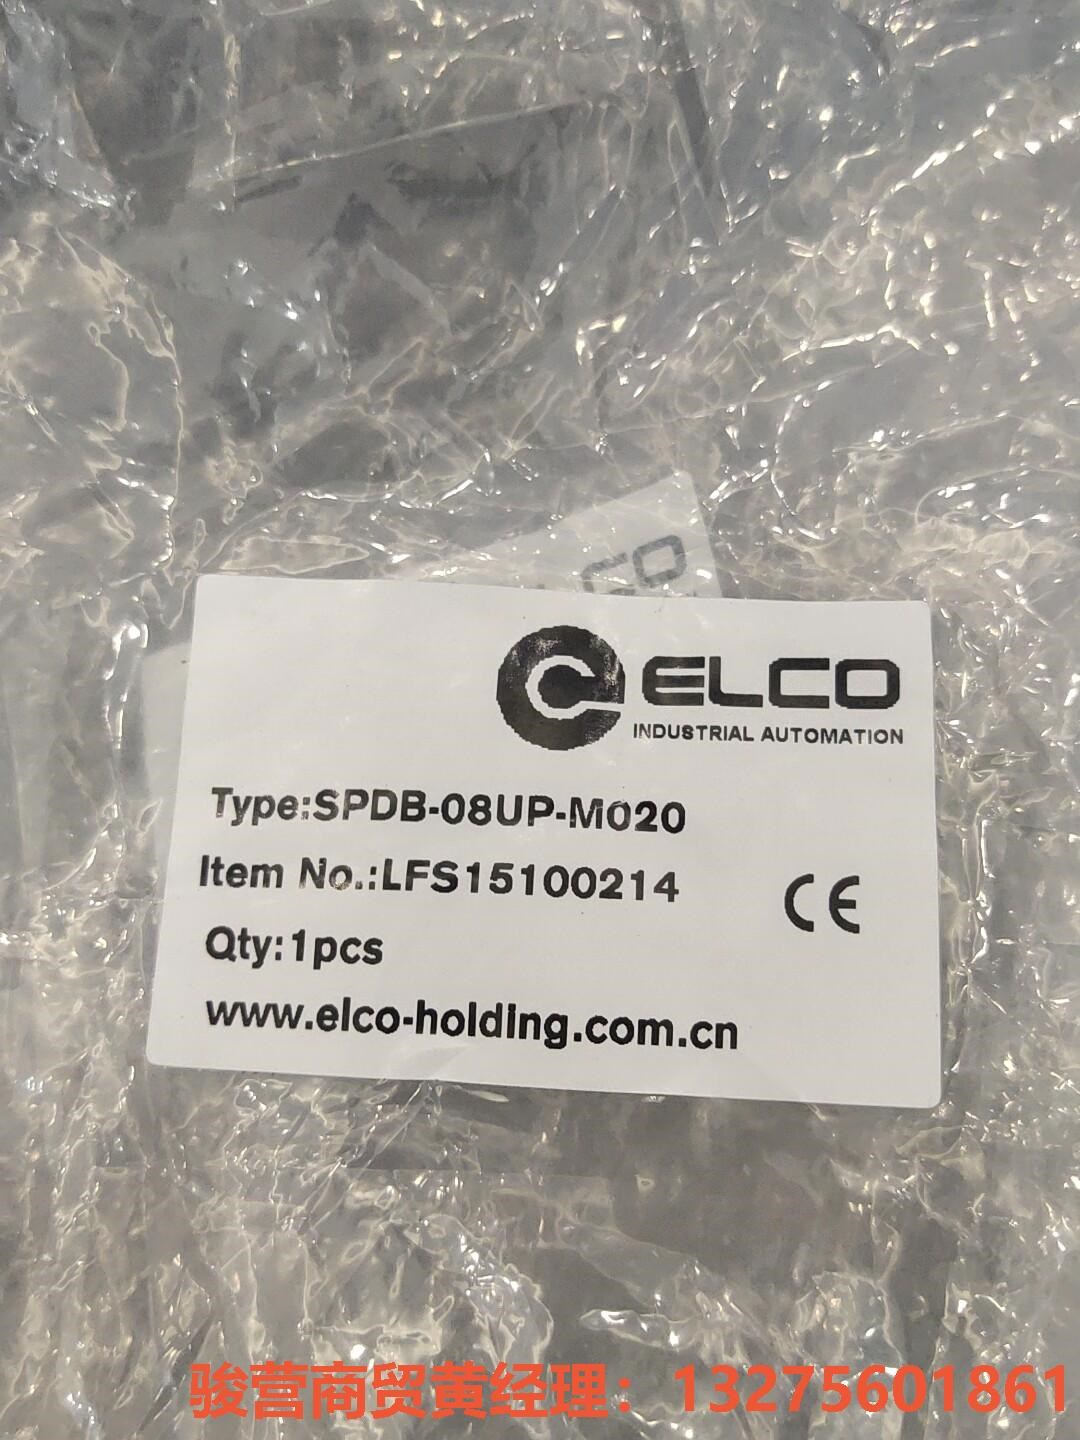 CO
ELCO
INDUSTRIAL AUTOMATION
Type:SPDB-08UP-M020
Item No.:LFS15100214
CE
Qty:1pcs
www.elco-holding.com.cn
骏营商贸黄经理：13275601861